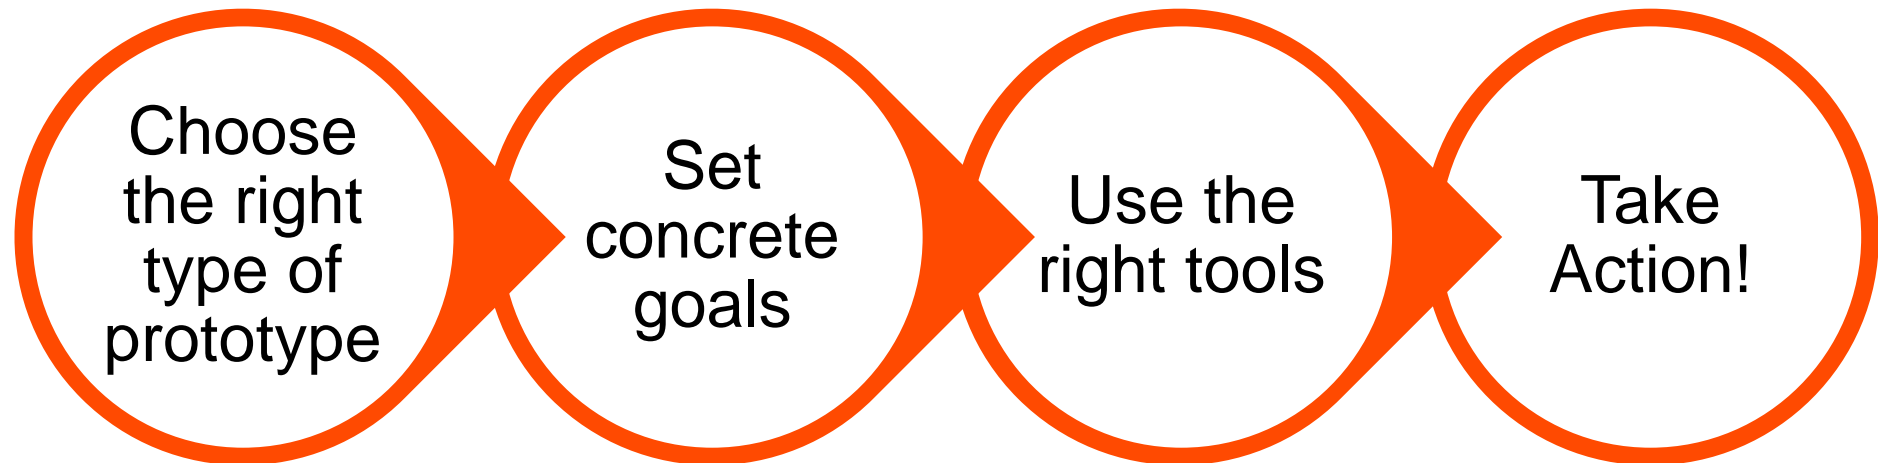 Choose
the right
type of
prototype
Set
concrete
goals
Use the
right tools
Take
Action!